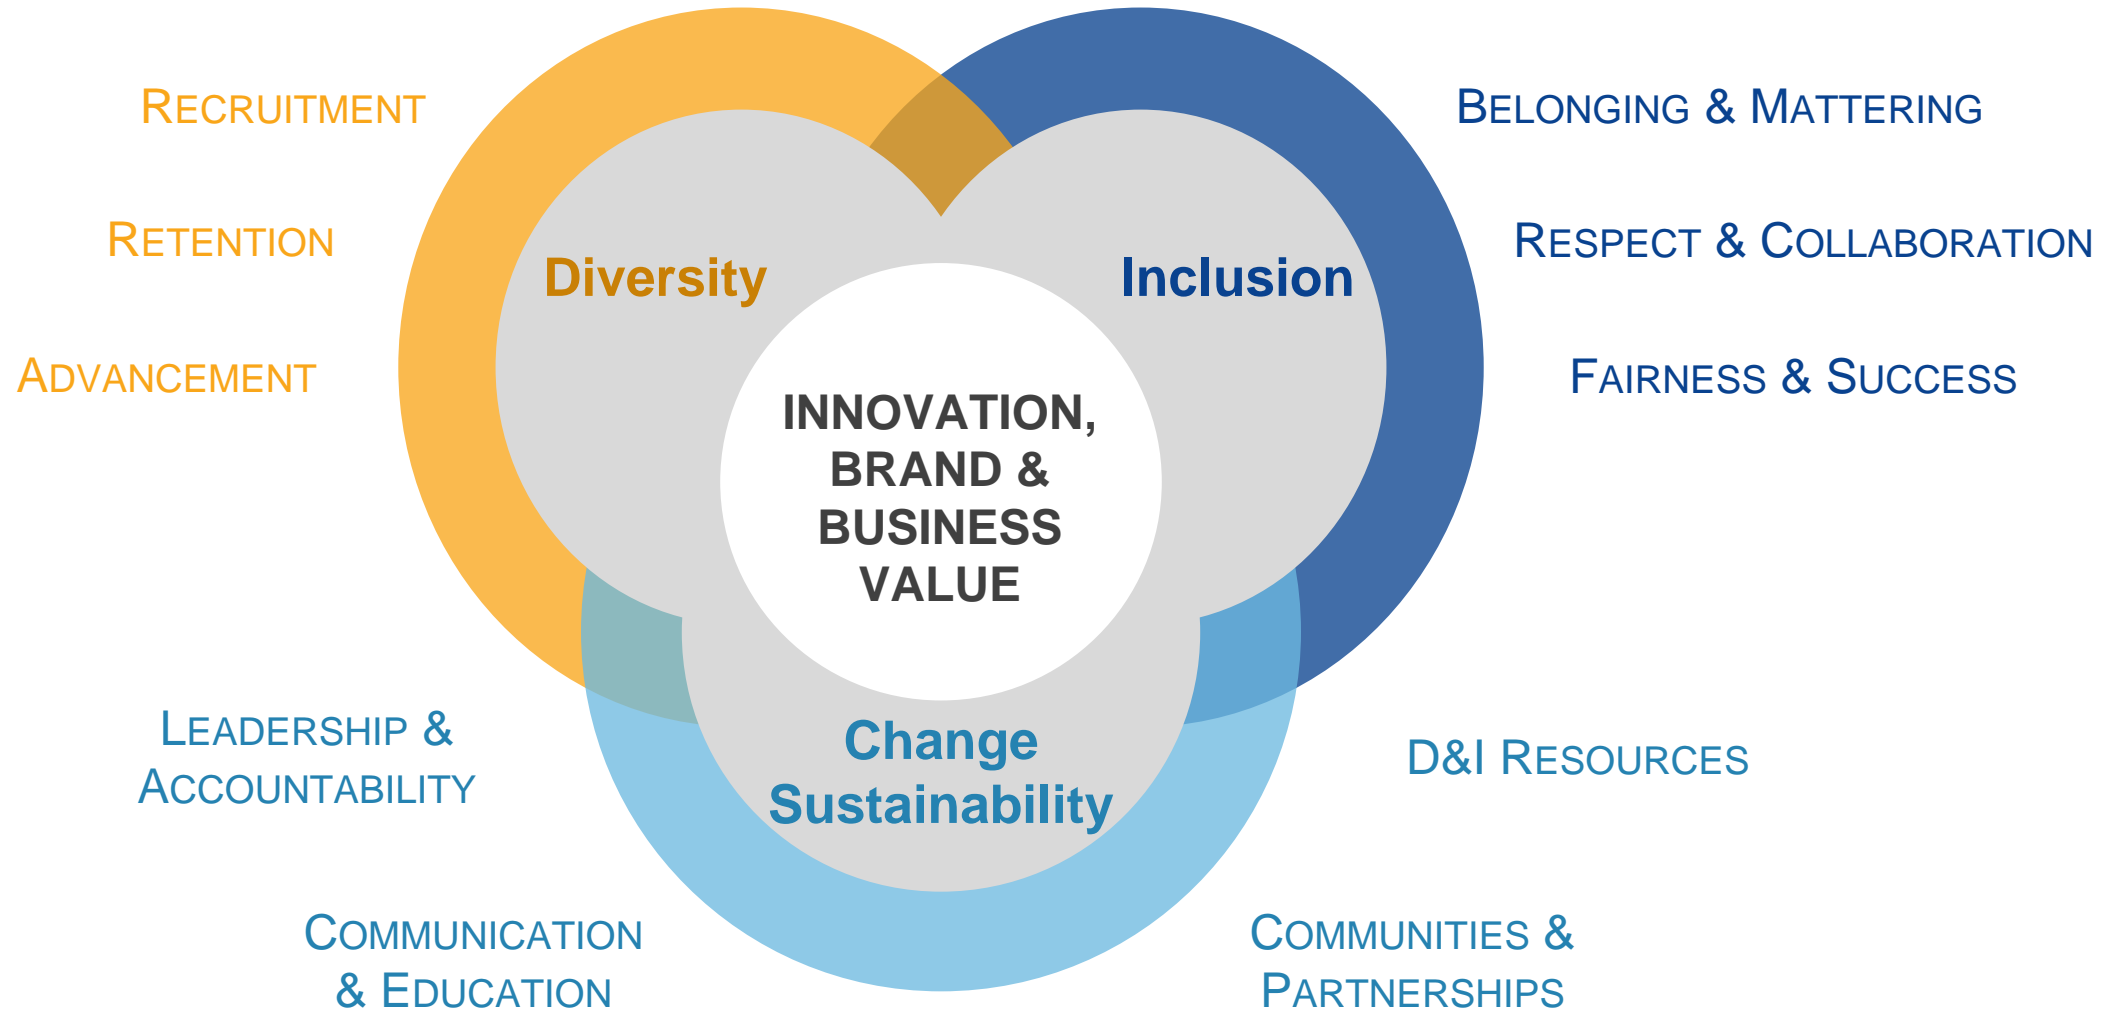 RECRUITMENT
RETENTION
ADVANCEMENT
Diversity
Inclusion
BELONGING & MATTERING
RESPECT & COLLABORATION
FAIRNESS & SUCCESS
INNOVATION,
BRAND &
BUSINESS
VALUE
Change
Sustainability
LEADERSHIP &
ACCOUNTABILITY
COMMUNICATION
& EDUCATION
D&I RESOURCES
COMMUNITIES &
PARTNERSHIPS